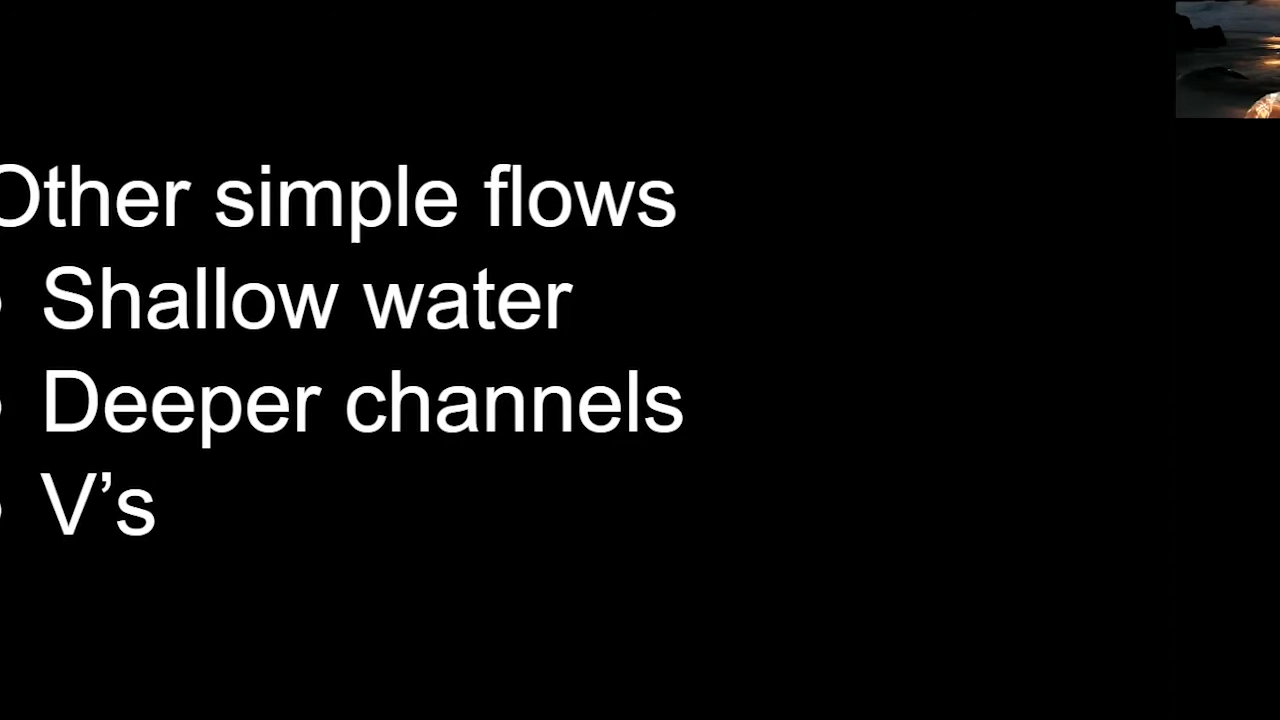 Other simple flows
• Shallow water
• Deeper channels
• V’s